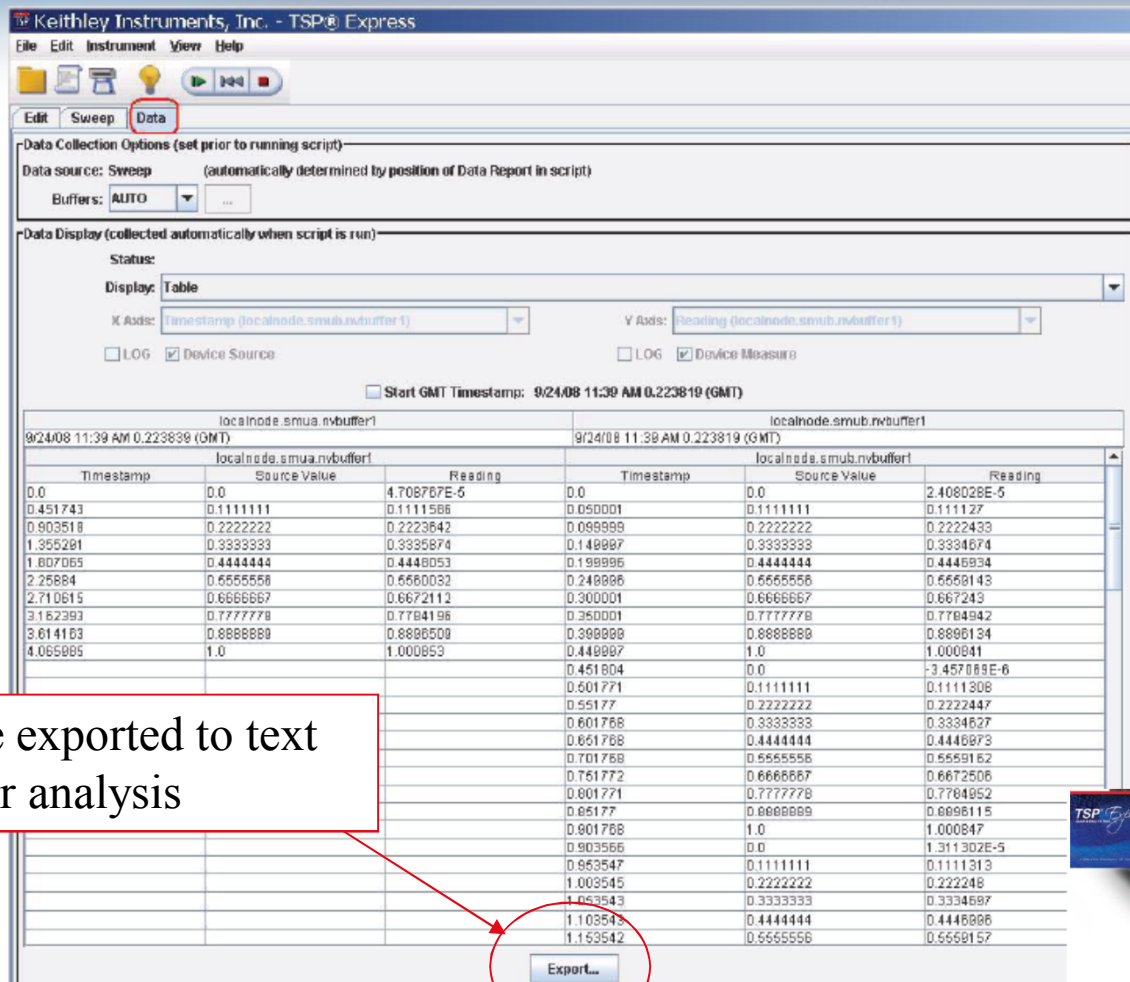 Keithley Instruments, Inc. - TSP® Express
File Edit Instrument View Help
Edit Sweep Data
Data Collection Options (set prior to running script)
Data source: Sweep (automatically determined by position of Data Report in script)
Buffers: AUTO ...
Data Display (collected automatically when script is run)
Status:
Display: Table
X Axis: Timestamp (localnode.smub.nvbuffer1) Y Axis: Reading (localnode.smub.nvbuffer1)
LOG Device Source LOG Device Measure
Start GMT Timestamp: 9/24/08 11:39 AM 0.223819 (GMT)
localnode.smua.nvbuffer1 localnode.smub.nvbuffer1
9/24/08 11:39 AM 0.223839 (GMT) 9/24/08 11:39 AM 0.223819 (GMT)
localnode.smua.nvbuffer1 localnode.smub.nvbuffer1
Timestamp Source Value Reading Timestamp Source Value Reading
0.0 0.0 4.708767E-5 0.0 0.0 2.408028E-5
0.451743 0.1111111 0.1111586 0.050001 0.1111111 0.111127
0.903518 0.2222222 0.2223642 0.099999 0.2222222 0.2222433
1.355291 0.3333333 0.3335874 0.149997 0.3333333 0.3334674
1.807065 0.4444444 0.4448053 0.199996 0.4444444 0.4446934
2.25884 0.5555556 0.5560032 0.249996 0.5555556 0.5559143
2.710615 0.6666667 0.6672112 0.300001 0.6666667 0.667243
3.162393 0.7777778 0.7784196 0.350001 0.7777778 0.7784942
3.614163 0.8888889 0.8896509 0.399999 0.8888889 0.8896134
4.065985 1.0 1.000853 0.449997 1.0 1.000841
0.451804 0.0 -3.457069E-6
0.501771 0.1111111 0.1111308
0.55177 0.2222222 0.2222447
0.601768 0.3333333 0.3334627
0.651768 0.4444444 0.4446973
0.701768 0.5555556 0.5559162
0.751772 0.6666667 0.6672506
0.801771 0.7777778 0.7784952
0.85177 0.8888889 0.8896115
0.901768 1.0 1.000847
0.903566 0.0 1.311302E-5
0.953547 0.1111111 0.1111313
1.003545 0.2222222 0.222248
1.053543 0.3333333 0.3334697
1.103543 0.4444444 0.4446996
1.153542 0.5555556 0.5559157
exported to text
analysis
Export...
TSP